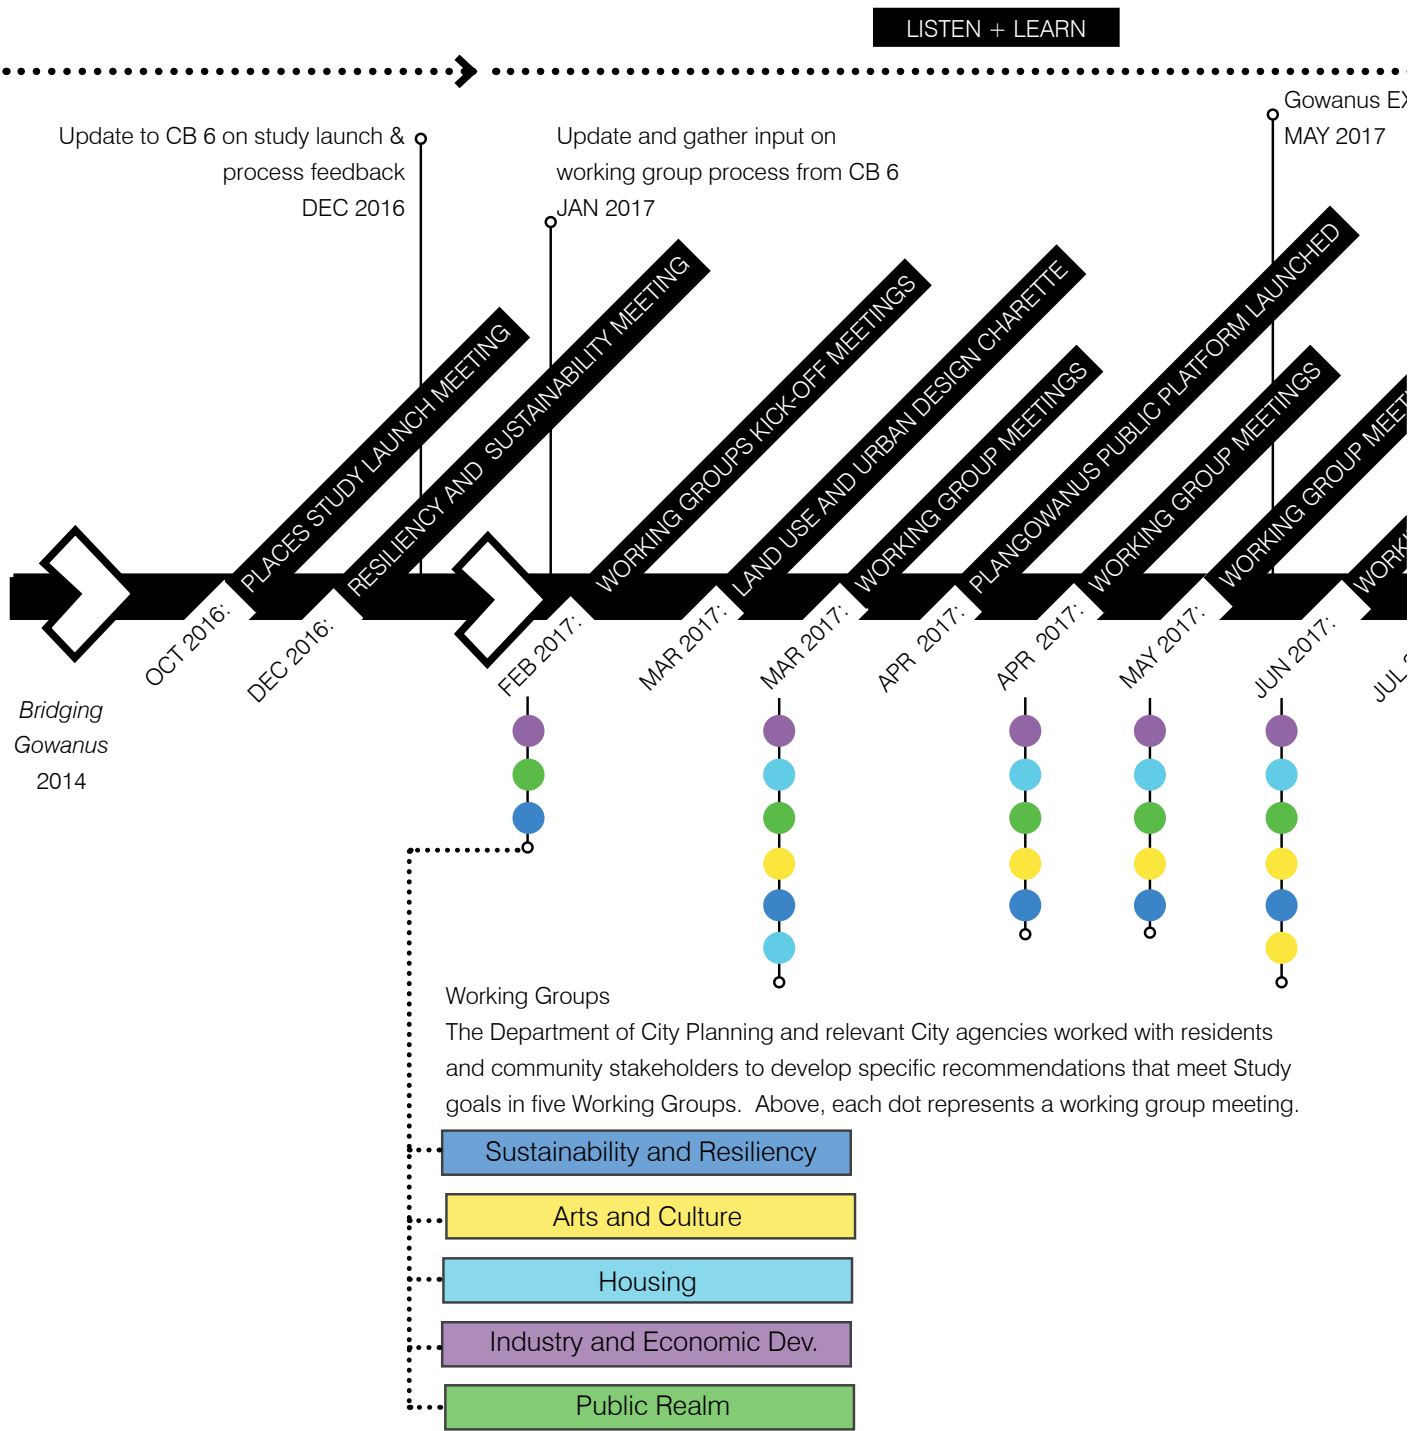 LISTEN + LEARN
Update to CB 6 on study launch &
process feedback
DEC 2016
Update and gather input on
working group process from CB 6
JAN 2017
Gowanus EX
MAY 2017
PLACES STUDY LAUNCH MEETING
RESILIENCY AND SUSTAINABILITY MEETING
WORKING GROUPS KICK-OFF MEETINGS
LAND USE AND URBAN DESIGN CHARETTE
WORKING GROUP MEETINGS
PLANGOWANUS PUBLIC PLATFORM LAUNCHED
WORKING GROUP MEETINGS
WORKING GROUP MEETI
WORKIN
OCT 2016:
DEC 2016:
FEB 2017:
MAR 2017:
MAR 2017:
APR 2017:
APR 2017:
MAY 2017:
JUN 2017:
JUL
Bridging
Gowanus
2014
Working Groups
The Department of City Planning and relevant City agencies worked with residents
and community stakeholders to develop specific recommendations that meet Study
goals in five Working Groups. Above, each dot represents a working group meeting.
Sustainability and Resiliency
Arts and Culture
Housing
Industry and Economic Dev.
Public Realm